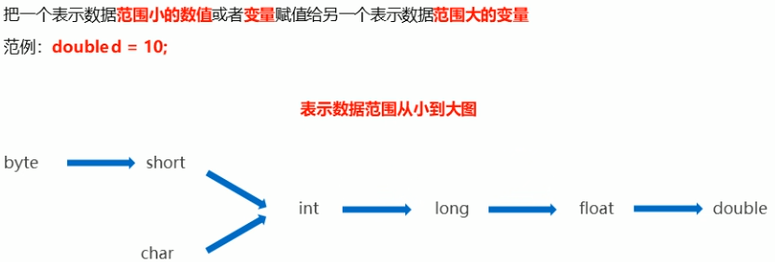 把一个表示数据范围小的数值或者变量赋值给另一个表示数据范围大的变量
范例：double d = 10;
表示数据范围从小到大图
byte short
int long float double
char